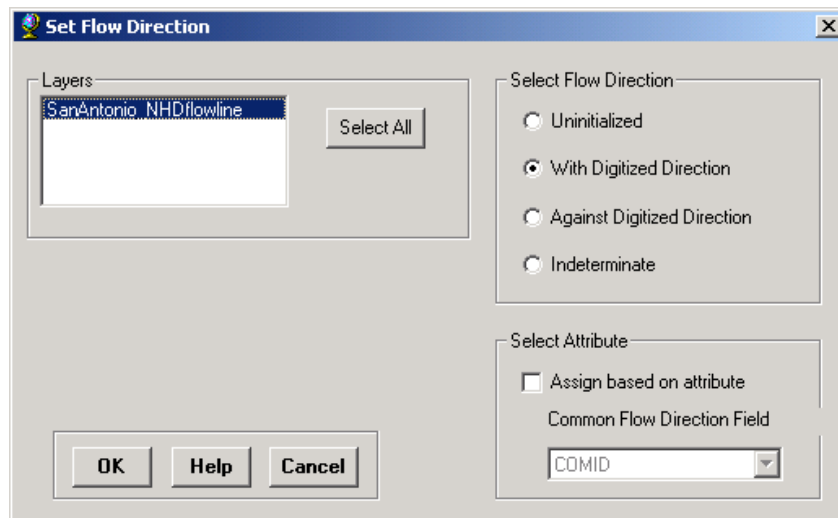 Set Flow Direction
Layers
SanAntonio_NHDflowline
Select All
Select Flow Direction
Uninitialized
With Digitized Direction
Against Digitized Direction
Indeterminate
Select Attribute
Assign based on attribute
Common Flow Direction Field
COMID
OK
Help
Cancel